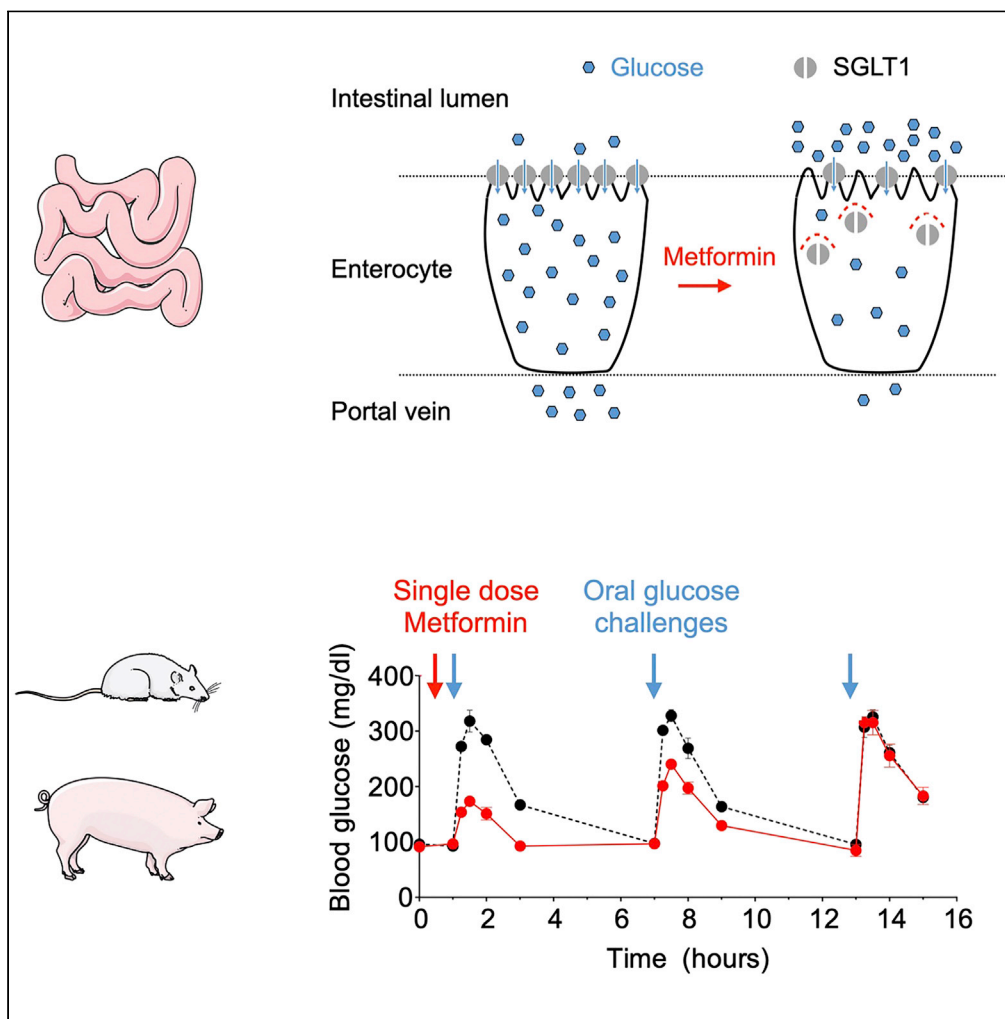 Glucose
SGLT1
Intestinal lumen
Enterocyte
Metformin
Portal vein
Single dose
Metformin
Oral glucose
challenges
Blood glucose (mg/dl)
400
300
200
100
0
0 2 4 6 8 10 12 14 16
Time (hours)